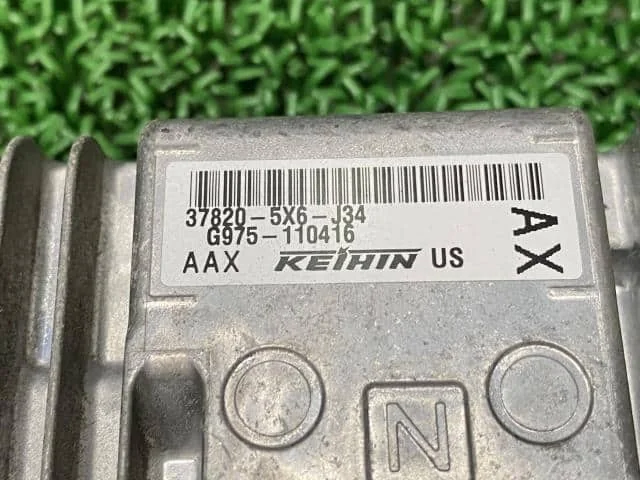 37820-5X6-J34
G975-110416
AAX KEIHIN US
AX
N